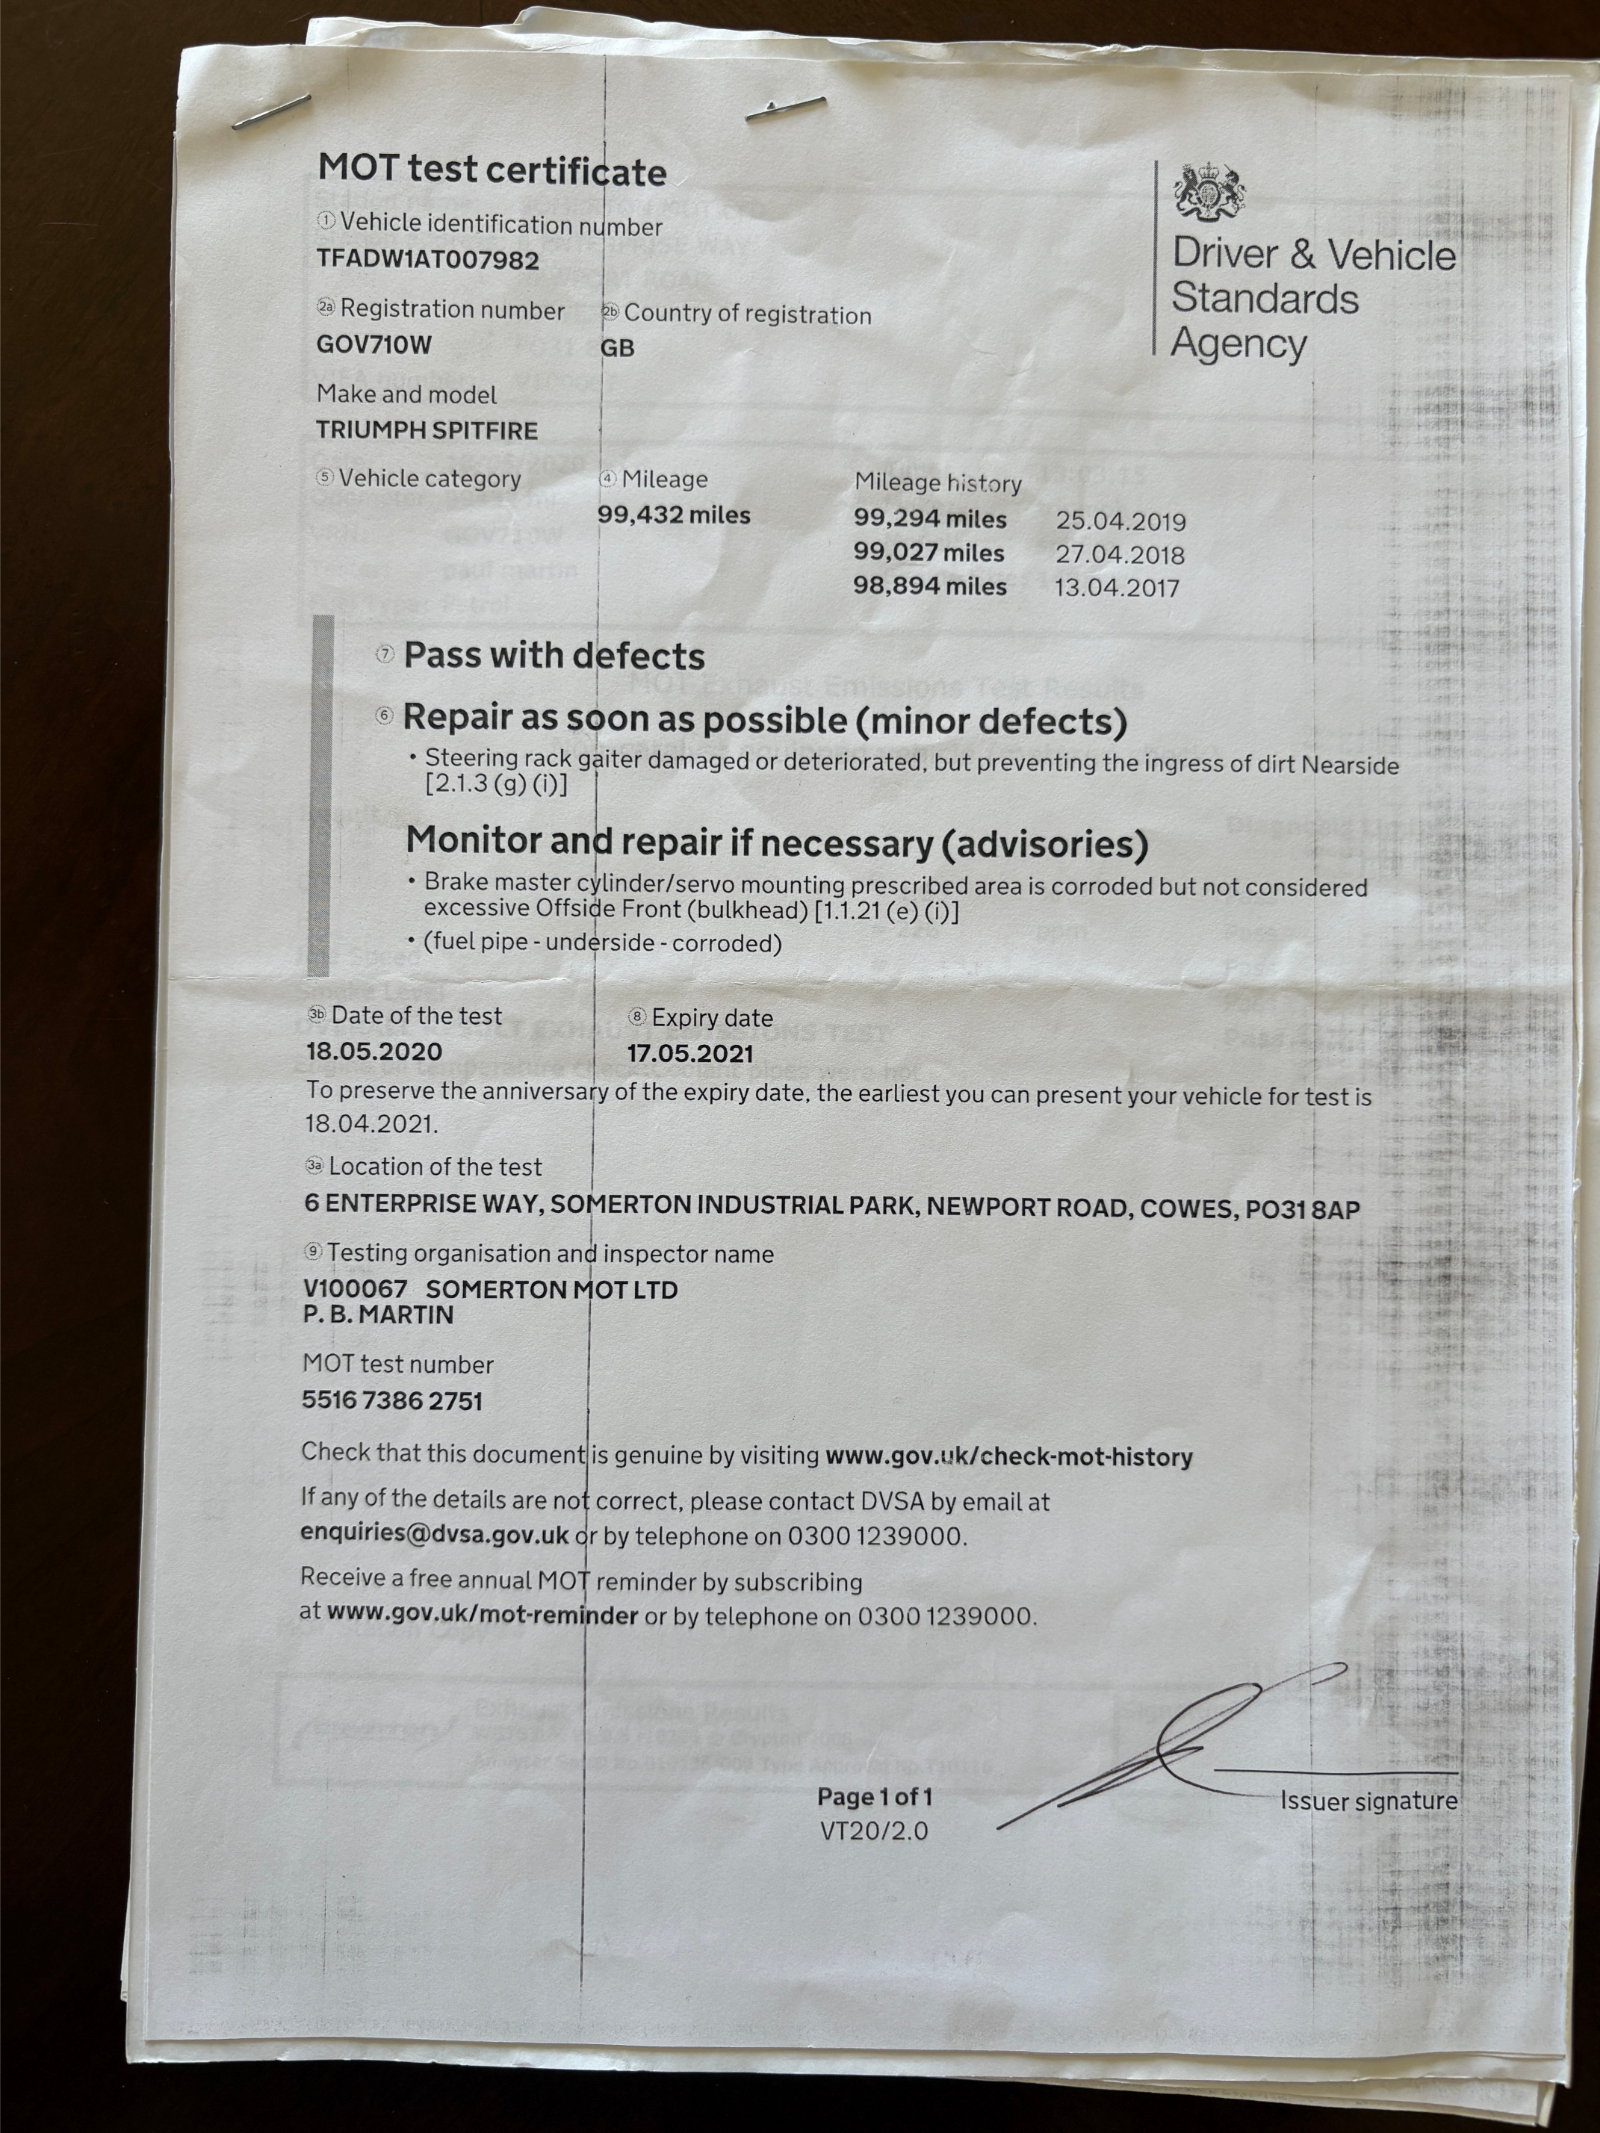 MOT test certificate
① Vehicle identification number
TFADW1AT007982
2a Registration number 2b Country of registration
GOV710W GB
Make and model
TRIUMPH SPITFIRE
⑤ Vehicle category ④ Mileage Mileage history
99,432 miles 99,294 miles 25.04.2019
99,027 miles 27.04.2018
98,894 miles 13.04.2017
Driver & Vehicle
Standards
Agency
⑦ Pass with defects
⑥ Repair as soon as possible (minor defects)
• Steering rack gaiter damaged or deteriorated, but preventing the ingress of dirt Nearside
[2.1.3 (g) (i)]
Monitor and repair if necessary (advisories)
• Brake master cylinder/servo mounting prescribed area is corroded but not considered
excessive Offside Front (bulkhead) [1.1.21 (e) (i)]
• (fuel pipe - underside - corroded)
3b Date of the test ⑧ Expiry date
18.05.2020 17.05.2021
To preserve the anniversary of the expiry date, the earliest you can present your vehicle for test is
18.04.2021.
3a Location of the test
6 ENTERPRISE WAY, SOMERTON INDUSTRIAL PARK, NEWPORT ROAD, COWES, PO31 8AP
⑨ Testing organisation and inspector name
V100067 SOMERTON MOT LTD
P. B. MARTIN
MOT test number
5516 7386 2751
Check that this document is genuine by visiting www.gov.uk/check-mot-history
If any of the details are not correct, please contact DVSA by email at
enquiries@dvsa.gov.uk or by telephone on 0300 1239000.
Receive a free annual MOT reminder by subscribing
at www.gov.uk/mot-reminder or by telephone on 0300 1239000.
Page 1 of 1
VT20/2.0
Issuer signature